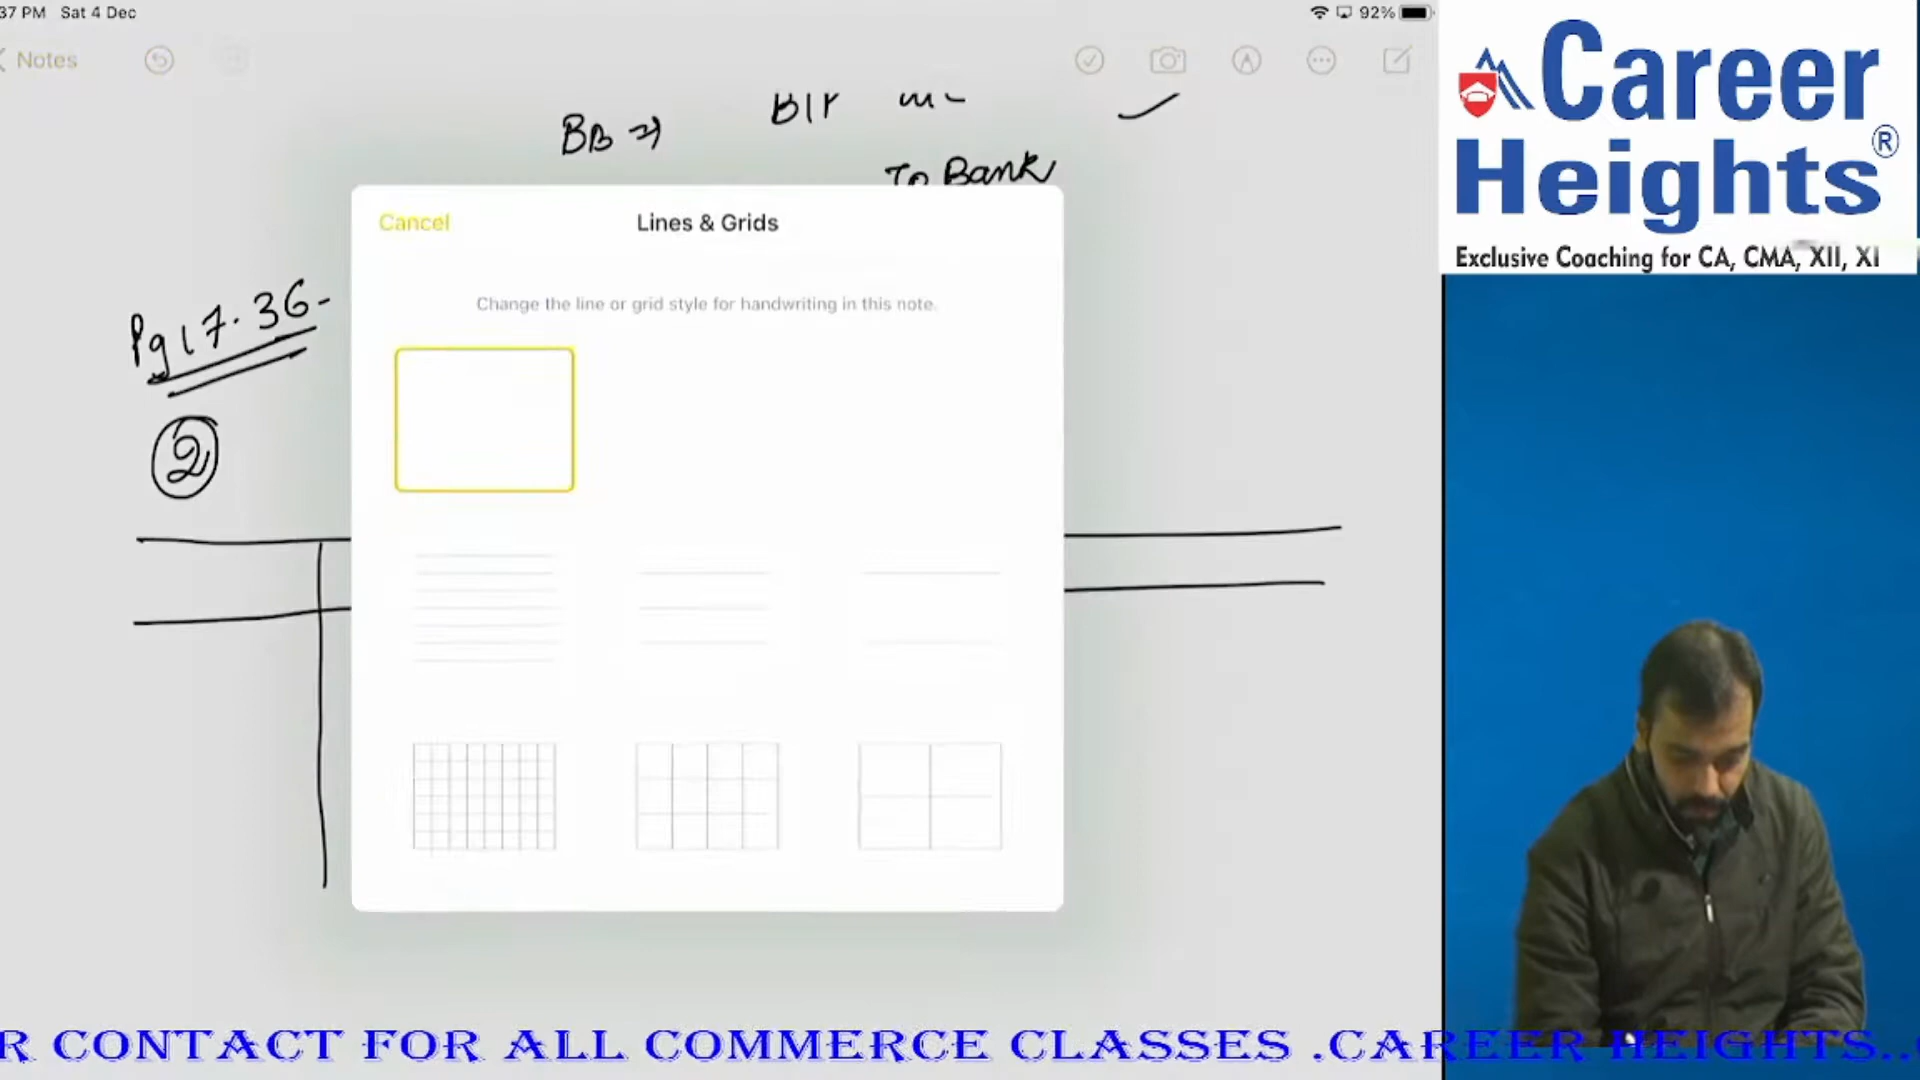 37 PM Sat 4 Dec
92%
Notes
BB ⇒
B/R
To Bank
Cancel
Lines & Grids
Change the line or grid style for handwriting in this note.
Pg 17.36-
2
Career
Heights®
Exclusive Coaching for CA, CMA, XII, XI
R CONTACT FOR ALL COMMERCE CLASSES .CAREER HEIGHTS..